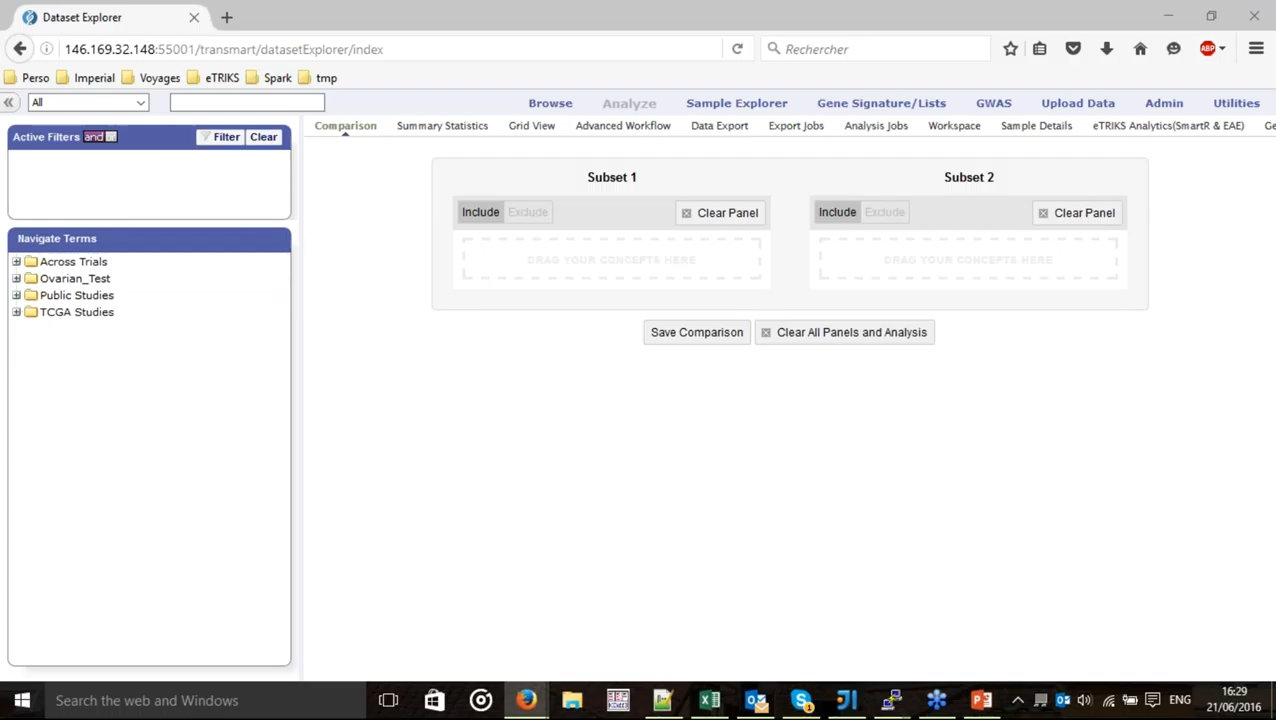 Dataset Explorer
146.169.32.148:55001/transmart/datasetExplorer/index
Rechercher
ABP
Perso
Imperial
Voyages
eTRIKS
Spark
tmp
All
Browse
Analyze
Sample Explorer
Gene Signature/Lists
GWAS
Upload Data
Admin
Utilities
Comparison
Summary Statistics
Grid View
Advanced Workflow
Data Export
Export Jobs
Analysis Jobs
Workspace
Sample Details
eTRIKS Analytics(SmartR & EAE)
Ge
Active Filters and
Filter
Clear
Navigate Terms
Across Trials
Ovarian_Test
Public Studies
TCGA Studies
Subset 1
Include
Exclude
Clear Panel
DRAG YOUR CONCEPTS HERE
Subset 2
Include
Exclude
Clear Panel
DRAG YOUR CONCEPTS HERE
Save Comparison
Clear All Panels and Analysis
Search the web and Windows
ENG
16:29
21/06/2016